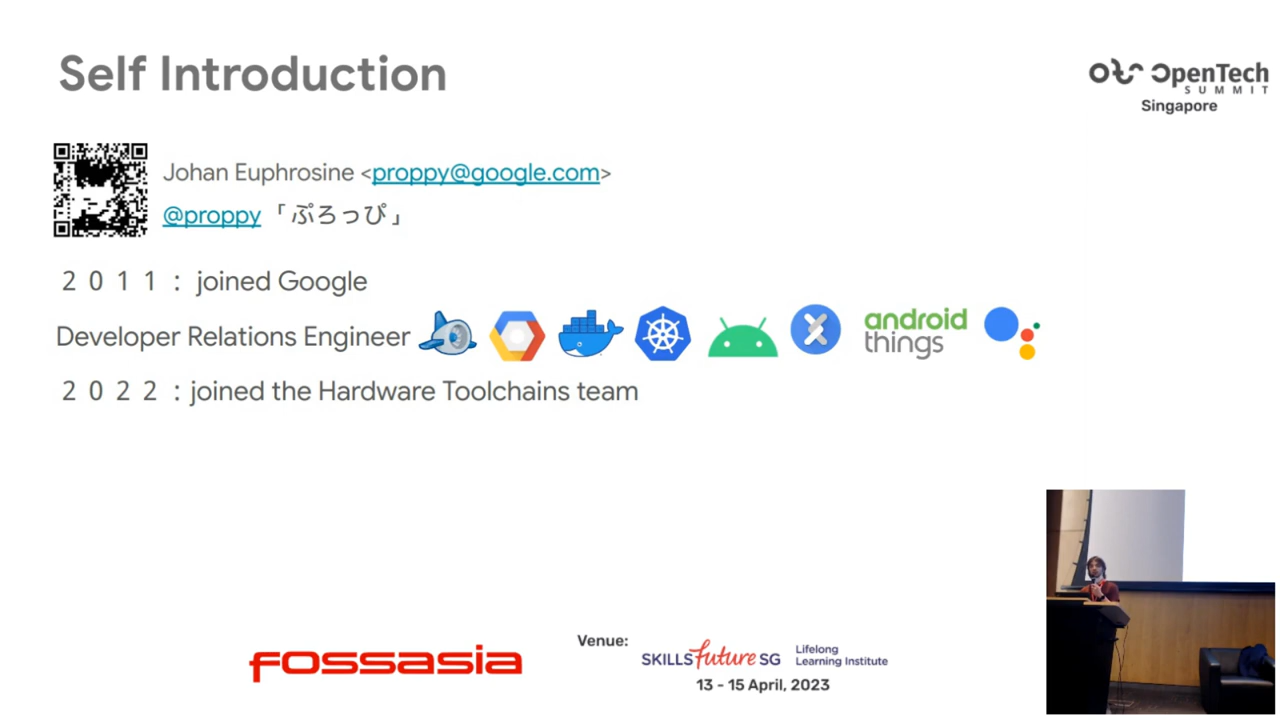 Self Introduction
OpenTech
SUMMIT
Singapore
Johan Euphrosine <proppy@google.com>
@proppy 「ぷろっぴ」
２０１１：joined Google
Developer Relations Engineer
android
things
２０２２：joined the Hardware Toolchains team
FOSSASIA
Venue:
SKILLSfuture SG
Lifelong
Learning Institute
13 - 15 April, 2023